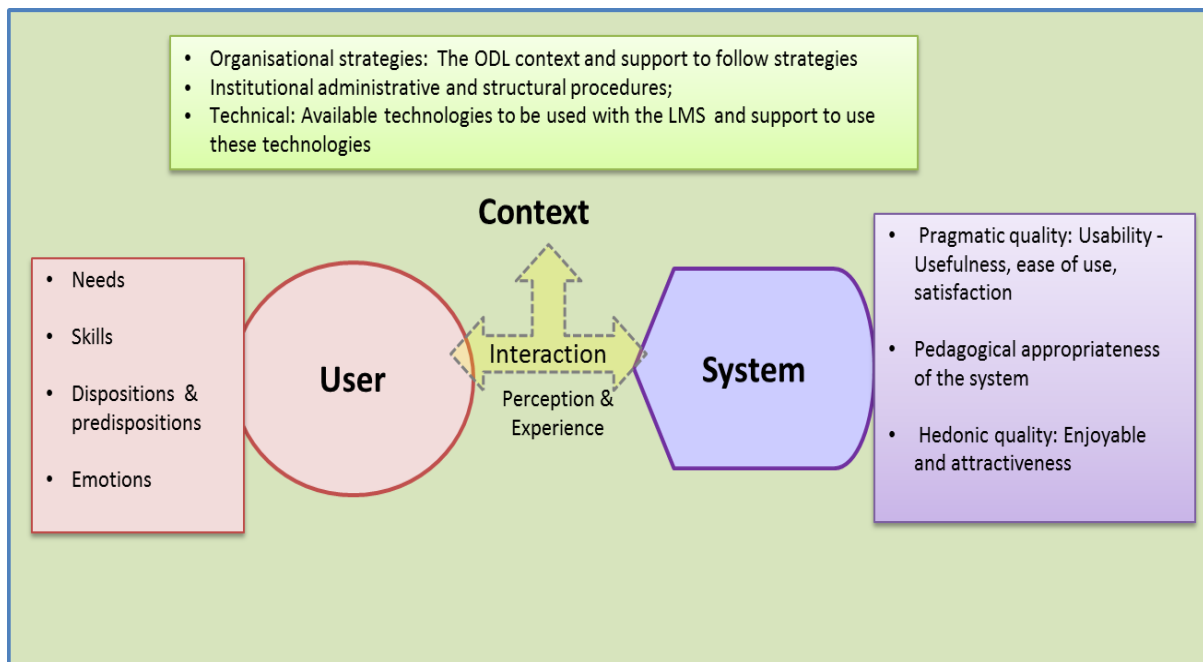 • Organisational strategies: The ODL context and support to follow strategies
• Institutional administrative and structural procedures;
• Technical: Available technologies to be used with the LMS and support to use
these technologies
Context
• Needs
• Skills
• Dispositions & 
predispositions
• Emotions
User
Interaction
Perception &
Experience
System
• Pragmatic quality: Usability -
Usefulness, ease of use,
satisfaction
• Pedagogical appropriateness
of the system
• Hedonic quality: Enjoyable
and attractiveness